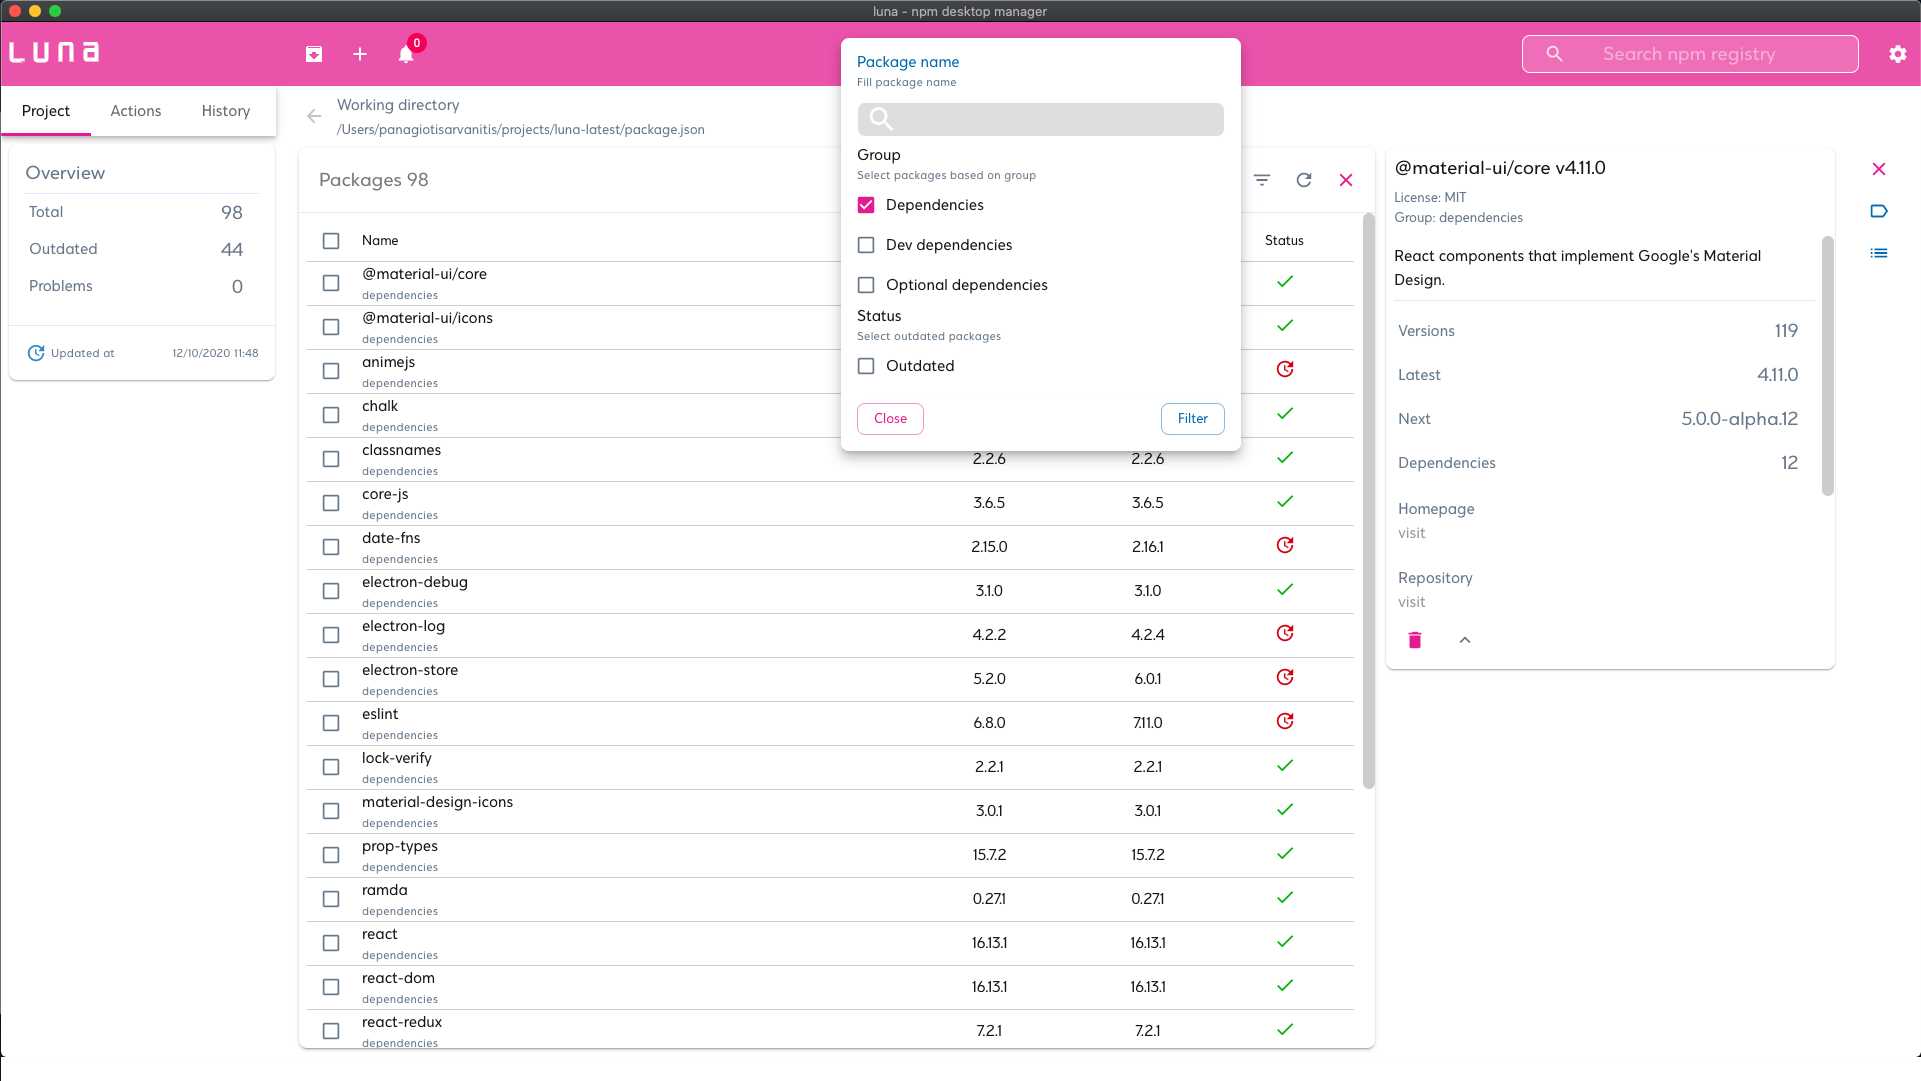 luna - npm desktop manager
LUNA
0
Search npm registry
Project
Actions
History
Working directory
/Users/panagiotisarvanitis/projects/luna-latest/package.json
Overview
Total 98
Outdated 44
Problems 0
Updated at 12/10/2020 11:48
Packages 98
Name
Status
@material-ui/core
dependencies
@material-ui/icons
dependencies
animejs
dependencies
chalk
dependencies
classnames
dependencies
2.2.6 2.2.6
core-js
dependencies
3.6.5 3.6.5
date-fns
dependencies
2.15.0 2.16.1
electron-debug
dependencies
3.1.0 3.1.0
electron-log
dependencies
4.2.2 4.2.4
electron-store
dependencies
5.2.0 6.0.1
eslint
dependencies
6.8.0 7.11.0
lock-verify
dependencies
2.2.1 2.2.1
material-design-icons
dependencies
3.0.1 3.0.1
prop-types
dependencies
15.7.2 15.7.2
ramda
dependencies
0.27.1 0.27.1
react
dependencies
16.13.1 16.13.1
react-dom
dependencies
16.13.1 16.13.1
react-redux
dependencies
7.2.1 7.2.1
Package name
Fill package name
Group
Select packages based on group
Dependencies
Dev dependencies
Optional dependencies
Status
Select outdated packages
Outdated
Close
Filter
@material-ui/core v4.11.0
License: MIT
Group: dependencies
React components that implement Google's Material
Design.
Versions 119
Latest 4.11.0
Next 5.0.0-alpha.12
Dependencies 12
Homepage
visit
Repository
visit